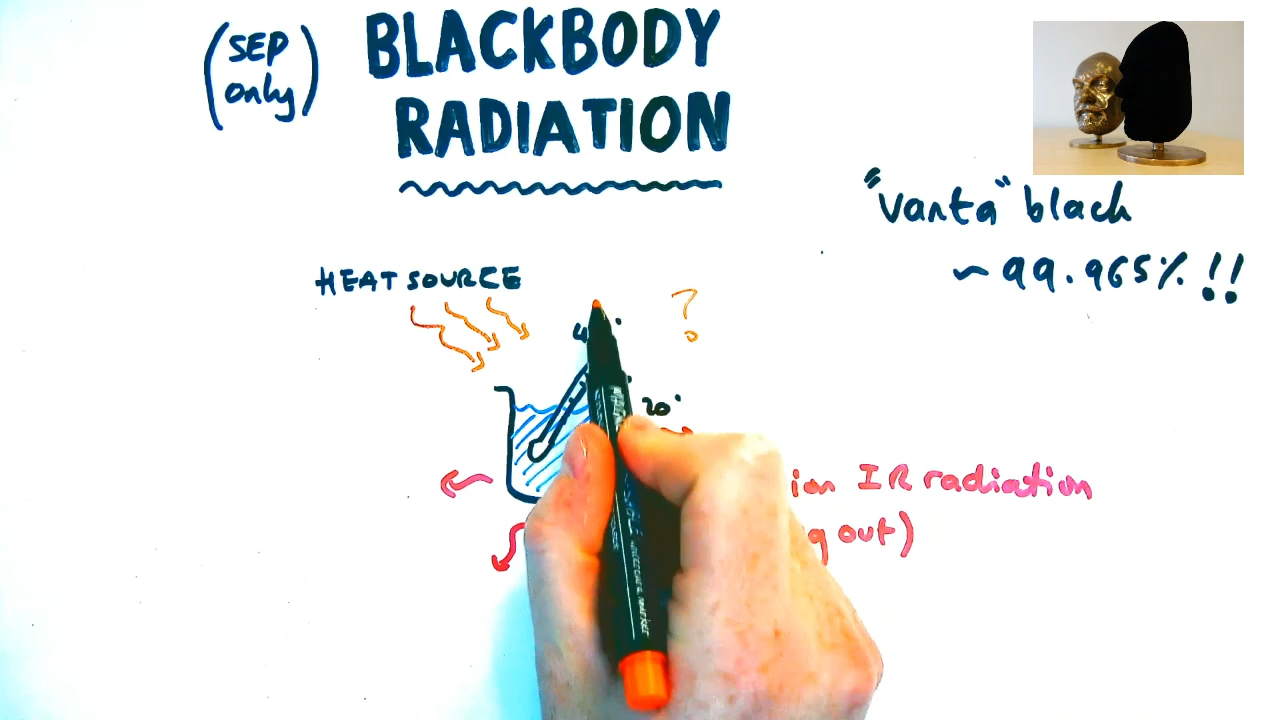 (SEP only)
BLACKBODY
RADIATION
"Vanta" black
~ 99.965% !!
HEAT SOURCE
?
20°
IR radiation
out)